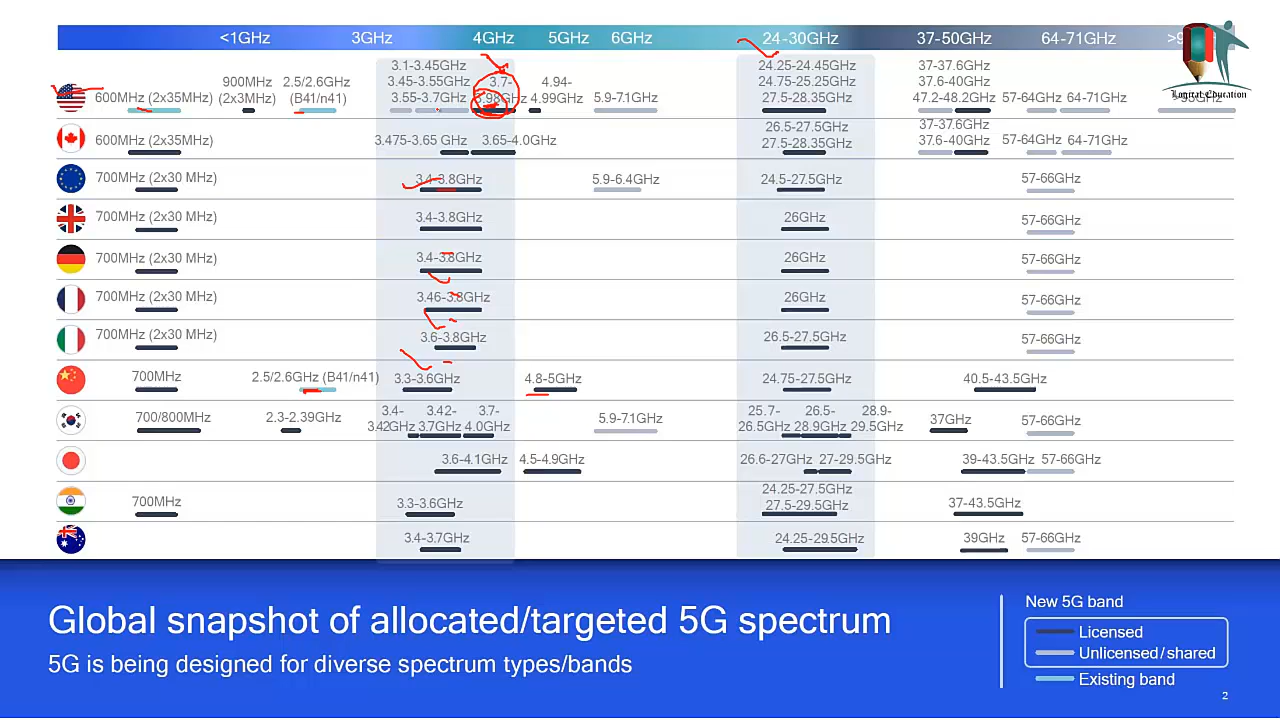 <1GHz 3GHz 4GHz 5GHz 6GHz 24-30GHz 37-50GHz 64-71GHz
Logical Education
3.1-3.45GHz 24.25-24.45GHz 37-37.6GHz
900MHz 2.5/2.6GHz 3.45-3.55GHz 3.7- 4.94- 24.75-25.25GHz 37.6-40GHz
600MHz (2x35MHz) (2x3MHz) (B41/n41) 3.55-3.7GHz 3.98GHz 4.99GHz 5.9-7.1GHz 27.5-28.35GHz 47.2-48.2GHz 57-64GHz 64-71GHz
26.5-27.5GHz 37-37.6GHz
600MHz (2x35MHz) 3.475-3.65 GHz 3.65-4.0GHz 27.5-28.35GHz 37.6-40GHz 57-64GHz 64-71GHz
700MHz (2x30 MHz) 3.4-3.8GHz 5.9-6.4GHz 24.5-27.5GHz 57-66GHz
700MHz (2x30 MHz) 3.4-3.8GHz 26GHz 57-66GHz
700MHz (2x30 MHz) 3.4-3.8GHz 26GHz 57-66GHz
700MHz (2x30 MHz) 3.46-3.8GHz 26GHz 57-66GHz
700MHz (2x30 MHz) 3.6-3.8GHz 26.5-27.5GHz 57-66GHz
700MHz 2.5/2.6GHz (B41/n41) 3.3-3.6GHz 4.8-5GHz 24.75-27.5GHz 40.5-43.5GHz
3.4- 3.42- 3.7- 25.7- 26.5- 28.9-
700/800MHz 2.3-2.39GHz 3.42GHz 3.7GHz 4.0GHz 5.9-7.1GHz 26.5GHz 28.9GHz 29.5GHz 37GHz 57-66GHz
3.6-4.1GHz 4.5-4.9GHz 26.6-27GHz 27-29.5GHz 39-43.5GHz 57-66GHz
24.25-27.5GHz
700MHz 3.3-3.6GHz 27.5-29.5GHz 37-43.5GHz
3.4-3.7GHz 24.25-29.5GHz 39GHz 57-66GHz
Global snapshot of allocated/targeted 5G spectrum
5G is being designed for diverse spectrum types/bands
New 5G band
Licensed
Unlicensed/shared
Existing band
2